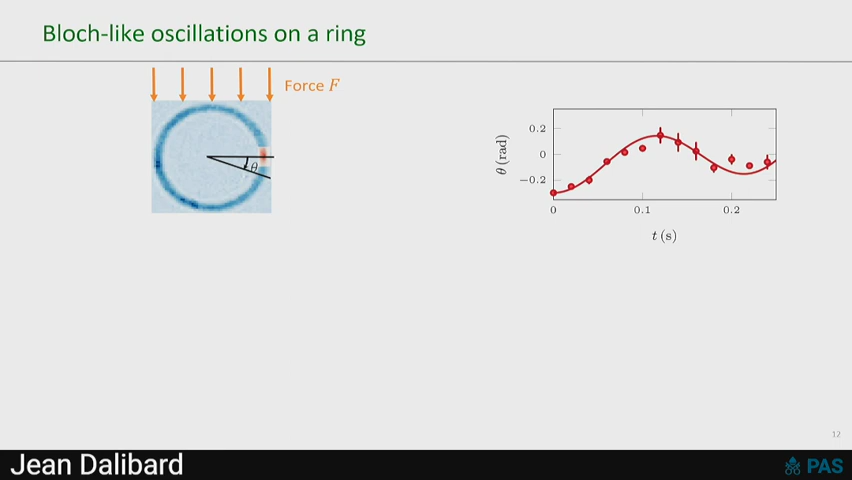 Bloch-like oscillations on a ring
Force F
θ
θ (rad)
0.2
0
−0.2
0
0.1
0.2
t (s)
12
Jean Dalibard
PAS